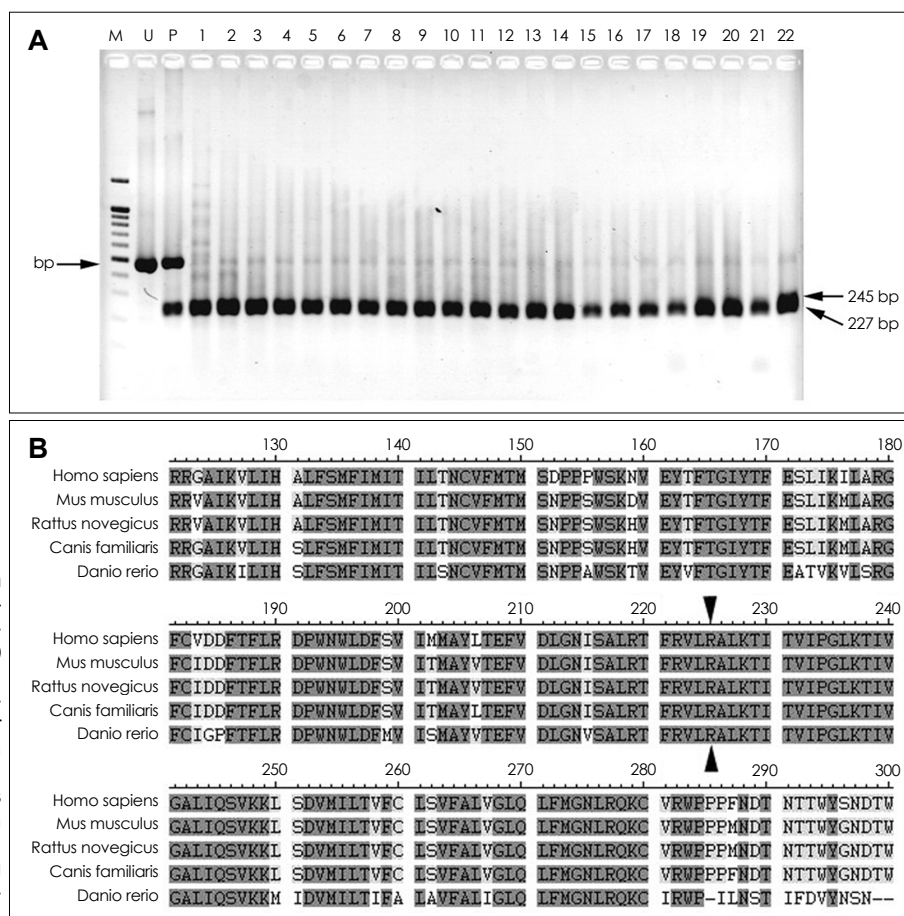 A
M U P 1 2 3 4 5 6 7 8 9 10 11 12 13 14 15 16 17 18 19 20 21 22
bp
245 bp
227 bp
B
130 140 150 160 170 180
Homo sapiens RRGAIKVLIH ALFSMFIMIT ILTNCVFMTM SDPPPWSKNV EYTFTGIYTF ESLIKILARG
Mus musculus RRVAIKVLIH ALFSMFIMIT ILTNCVFMTM SNPPSWSKDV EYTFTGIYTF ESLIKILARG
Rattus novegicus RRVAIKVLIH ALFSMFIMIT ILTNCVFMTM SNPPSWSKHV EYTFTGIYTF ESLIKILARG
Canis familiaris RRGAIKVLIH SLFSMFIMIT ILTNCVFMTM SNPPSWSKHV EYTFTGIYTF ESLIKMLARG
Danio rerio RRGAIKILIH SLFSMFIMIT ILSNCVFMTM SNPPAWSKTV EYVFTGIYTF EATVKVLSRG
190 200 210 220 230 240
Homo sapiens FCVDDFTFLR DPWNWLDFSV IMMAYLTEFV DLGNISALRT FRVLRALKTI TVIPGLKTIV
Mus musculus FCIDDFTFLR DPWNWLDFSV ITMAYVTEFV DLGNISALRT FRVLRALKTI TVIPGLKTIV
Rattus novegicus FCIDDFTFLR DPWNWLDFSV ITMAYVTEFV DLGNISALRT FRVLRALKTI TVIPGLKTIV
Canis familiaris FCIDDFTFLR DPWNWLDFSV ITMAYLTEFV DLGNISALRT FRVLRALKTI TVIPGLKTIV
Danio rerio FCIGPFTFLR DPWNWLDFMV ISMAYVTEFV DLGNVSALRT FRVLRALKTI TVIPGLKTIV
250 260 270 280 290 300
Homo sapiens GALIQSVKKL SDVMILTVFC LSVFALVGLQ LFMGNLRQKC VRWPPPFNDT NTTWYSNDTW
Mus musculus GALIQSVKKL SDVMILTVFC LSVFALVGLQ LFMGNLRQKC VRWPPPMNDT NTTWYGNDTW
Rattus novegicus GALIQSVKKL SDVMILTVFC LSVFALVGLQ LFMGNLRQKC VRWPPPMNDT NTTWYGNDTW
Canis familiaris GALIQSVKKL SDVMILTVFC LSVFALVGLQ LFMGNLRQKC VRWPPPFNDT NTTWYGNDTW
Danio rerio GALIQSVKKM IDVMILTIFA LAVFALIGLQ LFMGNLRQKC IRWP-ILNST IFDVYNSN--